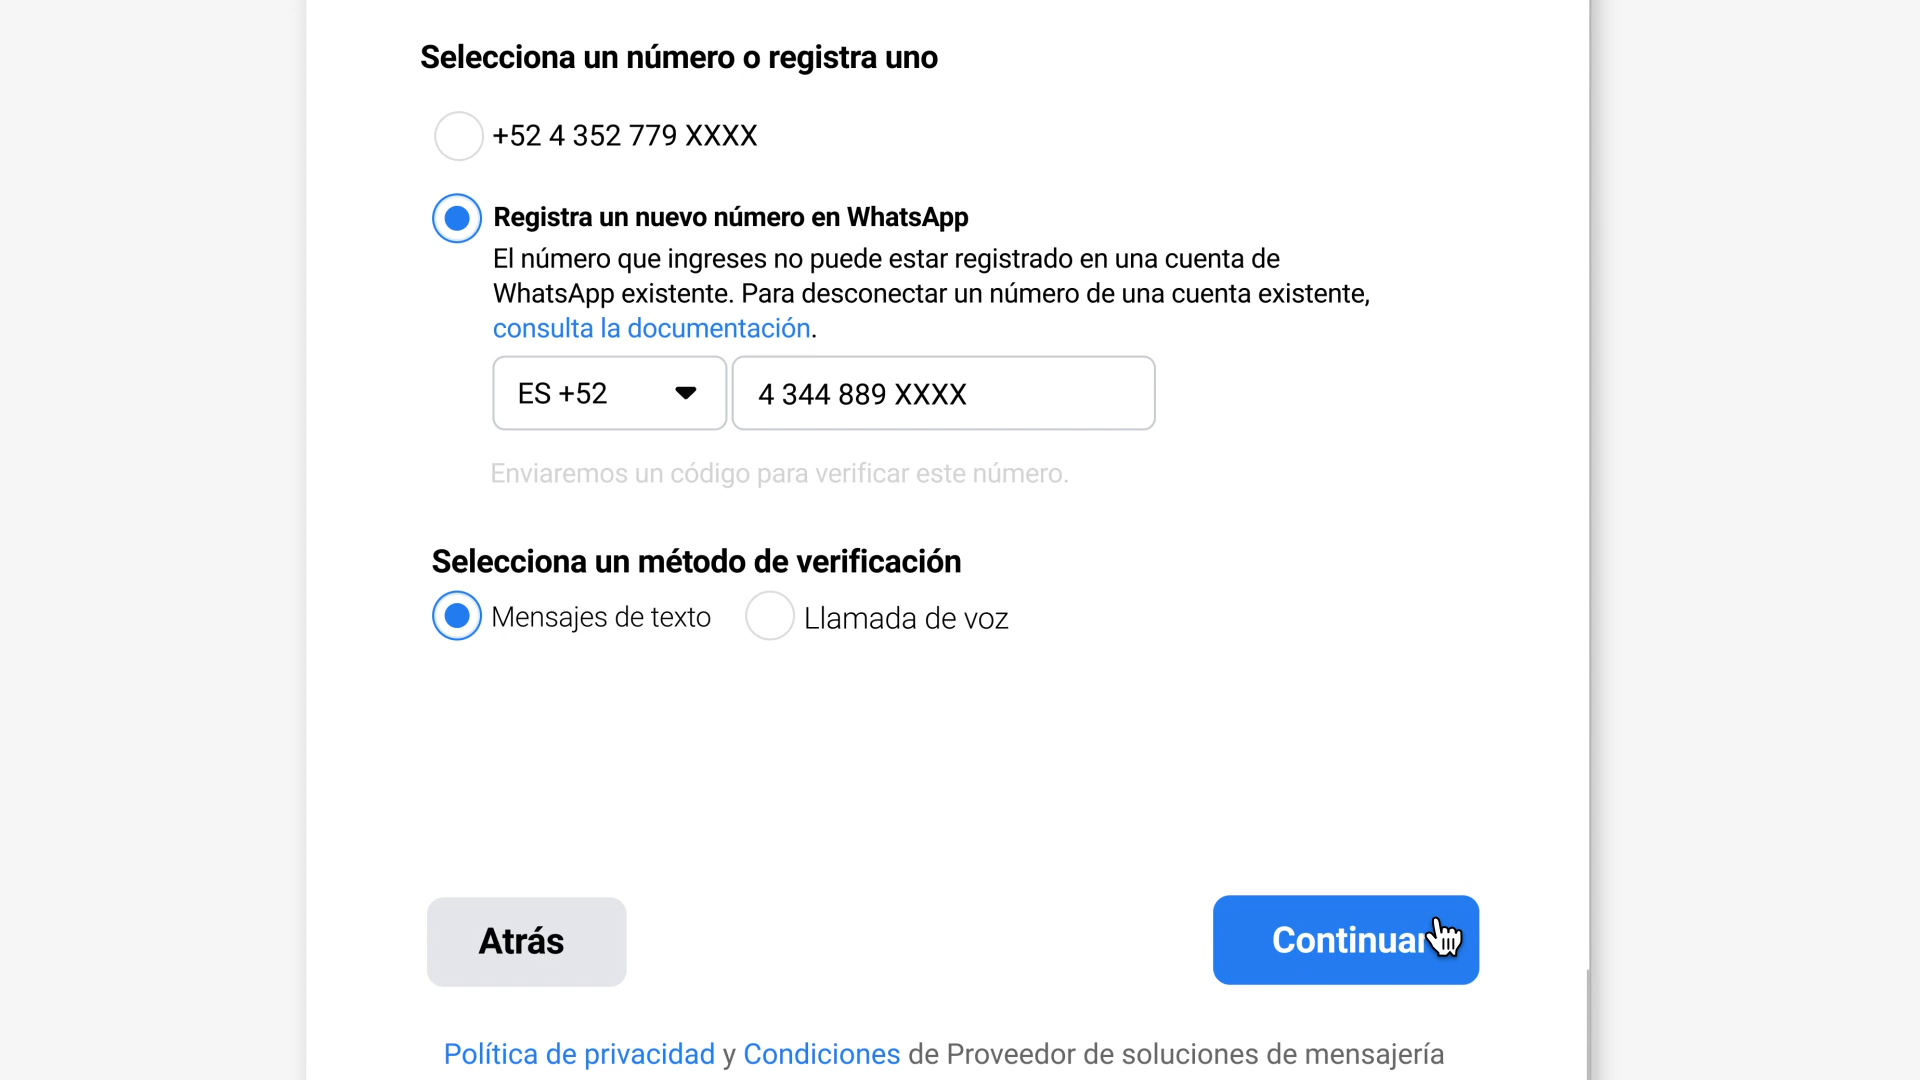 Selecciona un número o registra uno
+52 4 352 779 XXXX
Registra un nuevo número en WhatsApp
El número que ingreses no puede estar registrado en una cuenta de
WhatsApp existente. Para desconectar un número de una cuenta existente,
consulta la documentación.
ES +52
4 344 889 XXXX
Enviaremos un código para verificar este número.
Selecciona un método de verificación
Mensajes de texto
Llamada de voz
Atrás
Continuar
Política de privacidad y Condiciones de Proveedor de soluciones de mensajería